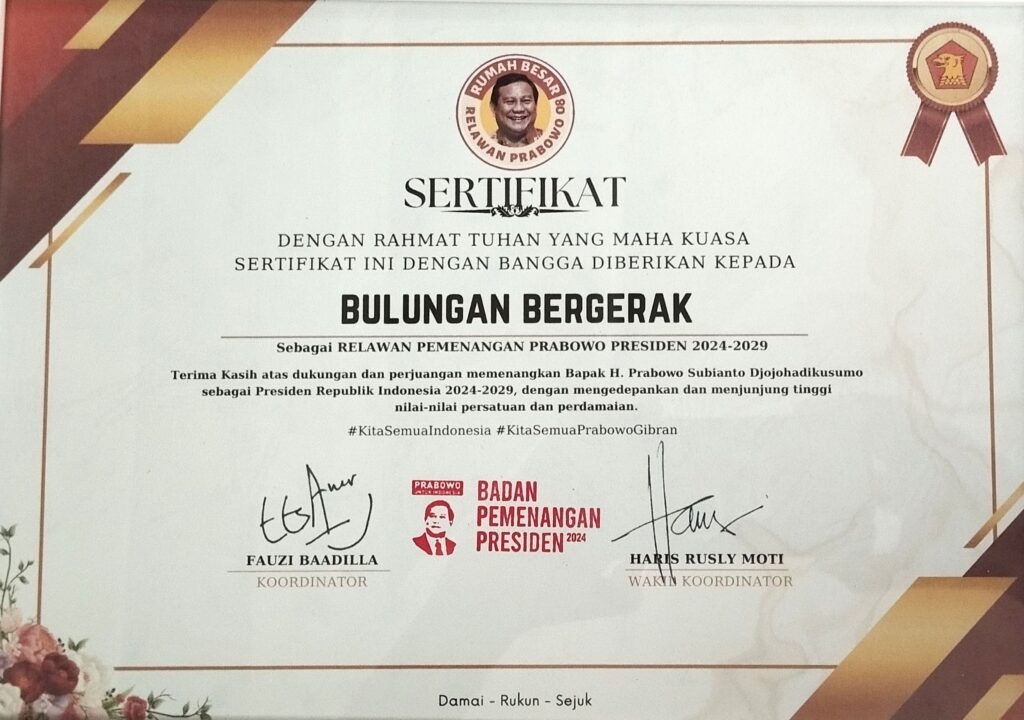 RUMAH BESAR
RELAWAN PRABOWO 08
SERTIFIKAT
DENGAN RAHMAT TUHAN YANG MAHA KUASA
SERTIFIKAT INI DENGAN BANGGA DIBERIKAN KEPADA
BULUNGAN BERGERAK
Sebagai RELAWAN PEMENANGAN PRABOWO PRESIDEN 2024-2029
Terima Kasih atas dukungan dan perjuangan memenangkan Bapak H. Prabowo Subianto Djojohadikusumo
sebagai Presiden Republik Indonesia 2024-2029, dengan mengedepankan dan menjunjung tinggi
nilai-nilai persatuan dan perdamaian.
#KitaSemuaIndonesia #KitaSemuaPrabowoGibran
PRABOWO
UNTUK INDONESIA
BADAN
PEMENANGAN
PRESIDEN 2024
FAUZI BAADILLA
KOORDINATOR
HARIS RUSLY MOTI
WAKIL KOORDINATOR
Damai - Rukun - Sejuk